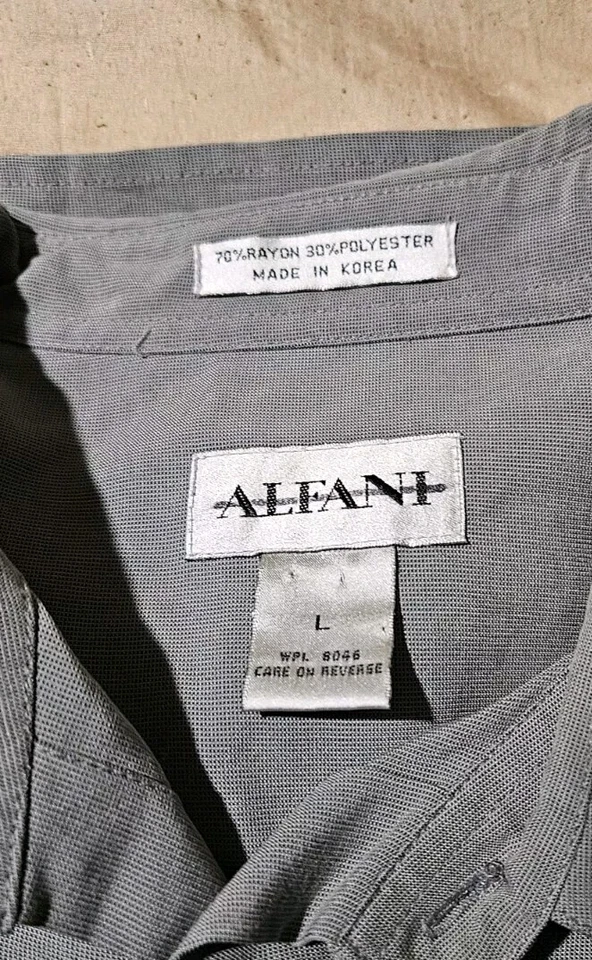 70%RAYON 30%POLYESTER
MADE IN KOREA
ALFANI
L
WPL 8046
CARE ON REVERSE